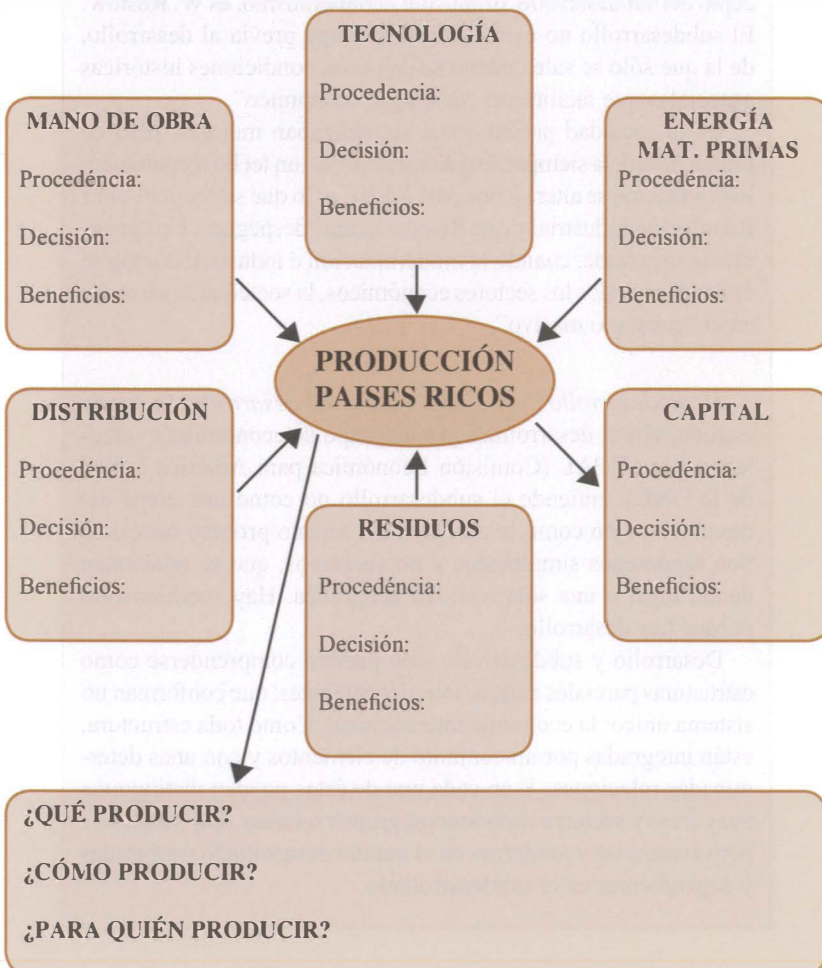 TECNOLOGÍA
Procedencia:
Decisión:
Beneficios:
MANO DE OBRA
Procedéncia:
Decisión:
Beneficios:
ENERGÍA
MAT. PRIMAS
Procedéncia:
Decisión:
Beneficios:
PRODUCCIÓN
PAISES RICOS
DISTRIBUCIÓN
Procedéncia:
Decisión:
Beneficios:
CAPITAL
Procedéncia:
Decisión:
Beneficios:
RESIDUOS
Procedéncia:
Decisión:
Beneficios:
¿QUÉ PRODUCIR?
¿CÓMO PRODUCIR?
¿PARA QUIÉN PRODUCIR?